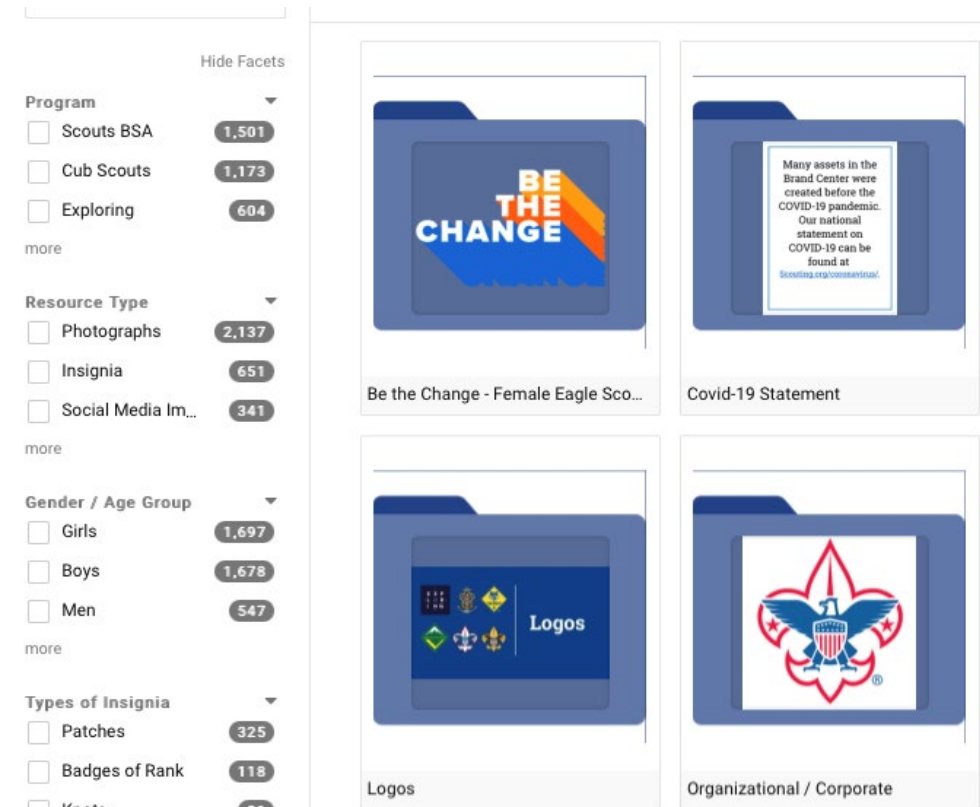 Hide Facets
Program
Scouts BSA 1,501
Cub Scouts 1,173
Exploring 604
more
Resource Type
Photographs 2,137
Insignia 651
Social Media Im...
341
more
Gender / Age Group
Girls 1,697
Boys 1,678
Men 547
more
Types of Insignia
Patches 325
Badges of Rank 118
BE
THE
CHANGE
Be the Change - Female Eagle Sco...
Many assets in the
Brand Center were
created before the
COVID-19 pandemic.
Our national
statement on
COVID-19 can be
found at
Scouting.org/coronavirus/.
Covid-19 Statement
Logos
Logos
®
Organizational / Corporate